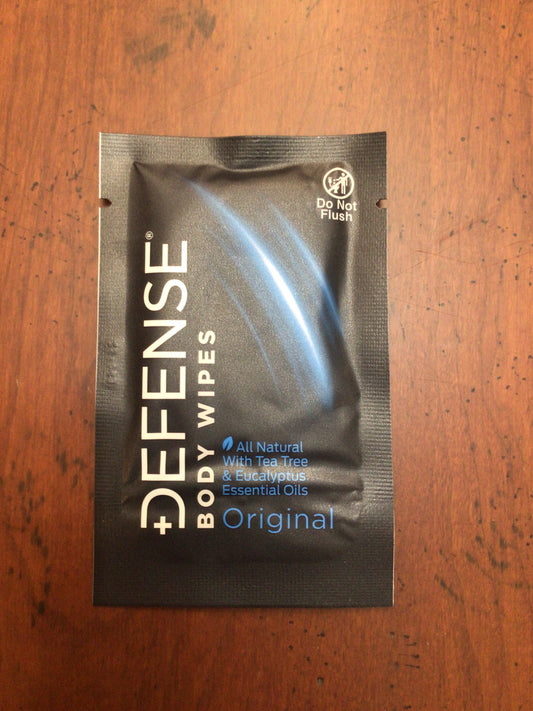 Do Not
Flush
DEFENSE®
BODY WIPES
All Natural
With Tea Tree
& Eucalyptus
Essential Oils
Original